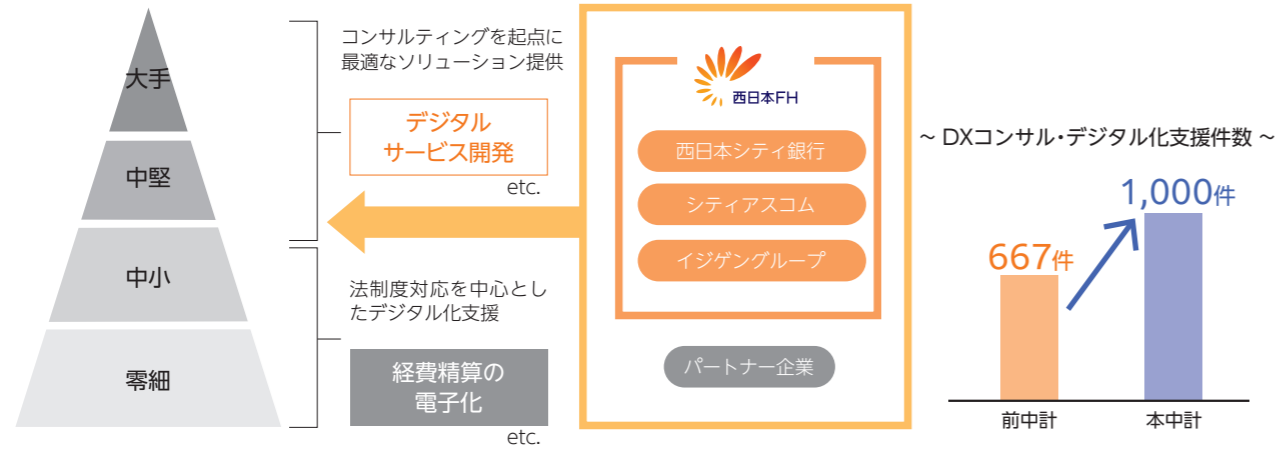 大手
中堅
中小
零細
コンサルティングを起点に
最適なソリューション提供
デジタル
サービス開発
etc.
法制度対応を中心とし
たデジタル化支援
経費精算の
電子化
etc.
西日本FH
西日本シティ銀行
シティアスコム
イジゲングループ
パートナー企業
～ DXコンサル・デジタル化支援件数 ～
1,000件
667件
前中計
本中計